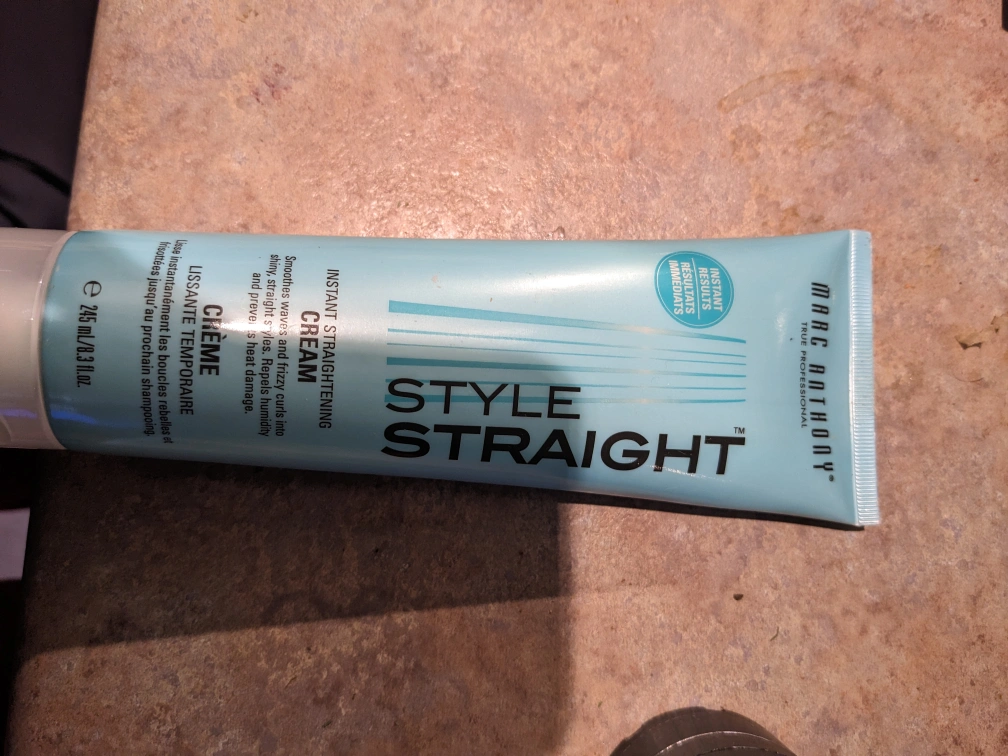 MARC ANTHONY®
TRUE PROFESSIONAL
INSTANT
RESULTS
RÉSULTATS
IMMÉDIATS
STYLE
STRAIGHT™
INSTANT STRAIGHTENING
CREAM
Smoothes waves and frizzy curls into
shiny, straight styles. Repels humidity
and prevents heat damage.
CRÈME
LISSANTE TEMPORAIRE
Lisse instantanément les boucles rebelles et
frisottées jusqu'au prochain shampooing.
e 245 mL/8.3 fl.oz.